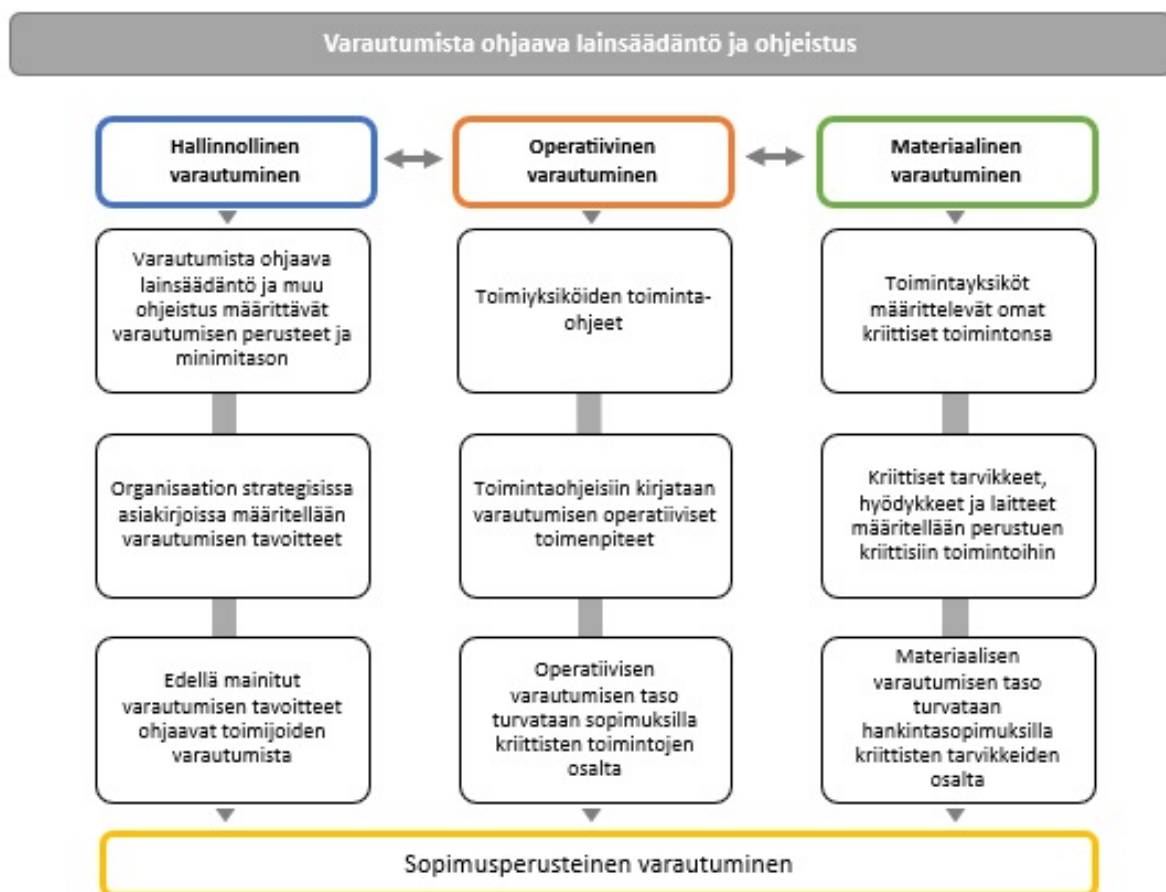 Varautumista ohjaava lainsäädäntö ja ohjeistus
Hallinnollinen
varautuminen
Operatiivinen
varautuminen
Materiaalinen
varautuminen
Varautumista ohjaava
lainsäädäntö ja muu
ohjeistus määrittävät
varautumisen perusteet ja
minimitason
Toimiyksiköiden toiminta-
ohjeet
Toimintayksiköt
määrittelevät omat
kriittiset toimintonsa
Organisaation strategisissa
asiakirjoissa määritellään
varautumisen tavoitteet
Toimintaohjeisiin kirjataan
varautumisen operatiiviset
toimenpiteet
Kriittiset tarvikkeet,
hyödykkeet ja laitteet
määritellään perustuen
kriittisiin toimintoihin
Edellä mainitut
varautumisen tavoitteet
ohjaavat toimijoiden
varautumista
Operatiivisen
varautumisen taso
turvataan sopimuksilla
kriittisten toimintojen
osalta
Materiaalisen
varautumisen taso
turvataan
hankintasopimuksilla
kriittisten tarvikkeiden
osalta
Sopimusperusteinen varautuminen